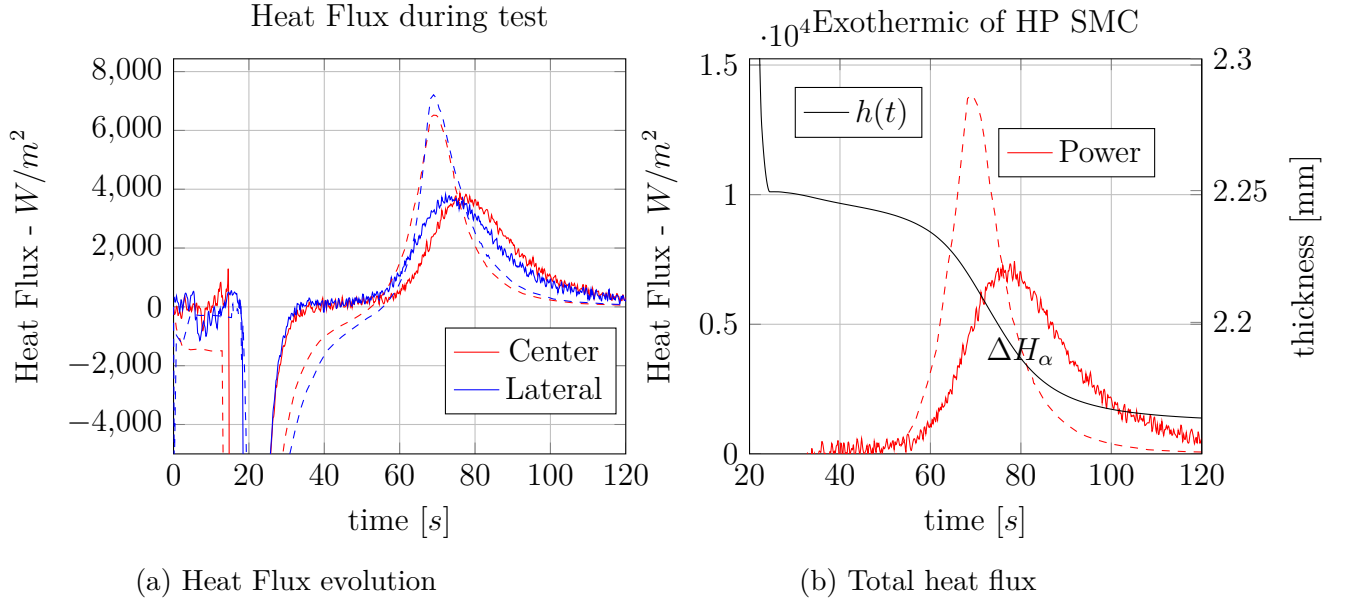 Heat Flux during test
8,000
6,000
4,000
2,000
0
−2,000
−4,000
0 20 40 60 80 100 120
Heat Flux - W/m²
time [s]
Center
Lateral
(a) Heat Flux evolution
·10⁴
Exothermic of HP SMC
1.5
1
0.5
0
20 40 60 80 100 120
2.3
2.25
2.2
Heat Flux - W/m²
thickness [mm]
time [s]
h(t)
Power
ΔHα
(b) Total heat flux